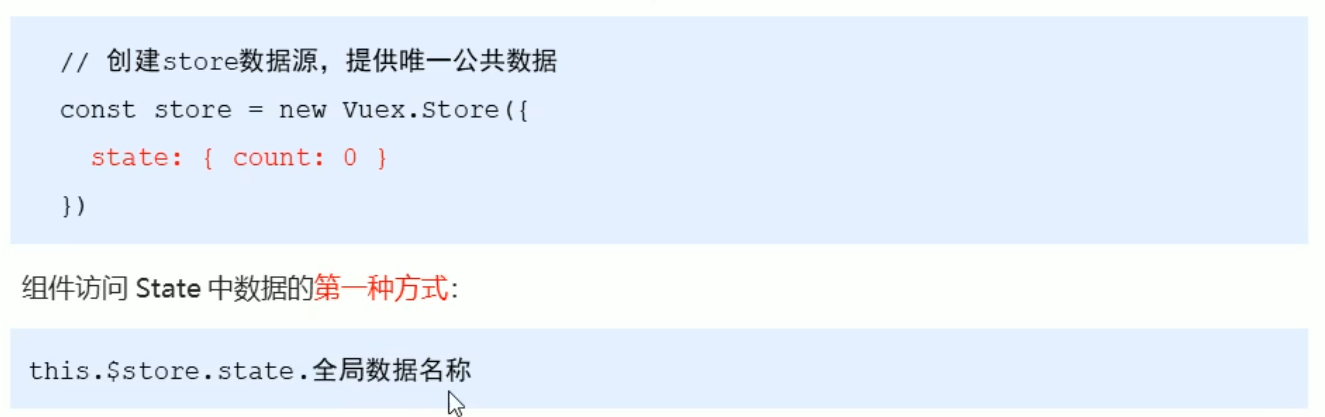 // 创建store数据源，提供唯一公共数据
const store = new Vuex.Store({
state: { count: 0 }
})
组件访问 State 中数据的第一种方式：
this.$store.state.全局数据名称